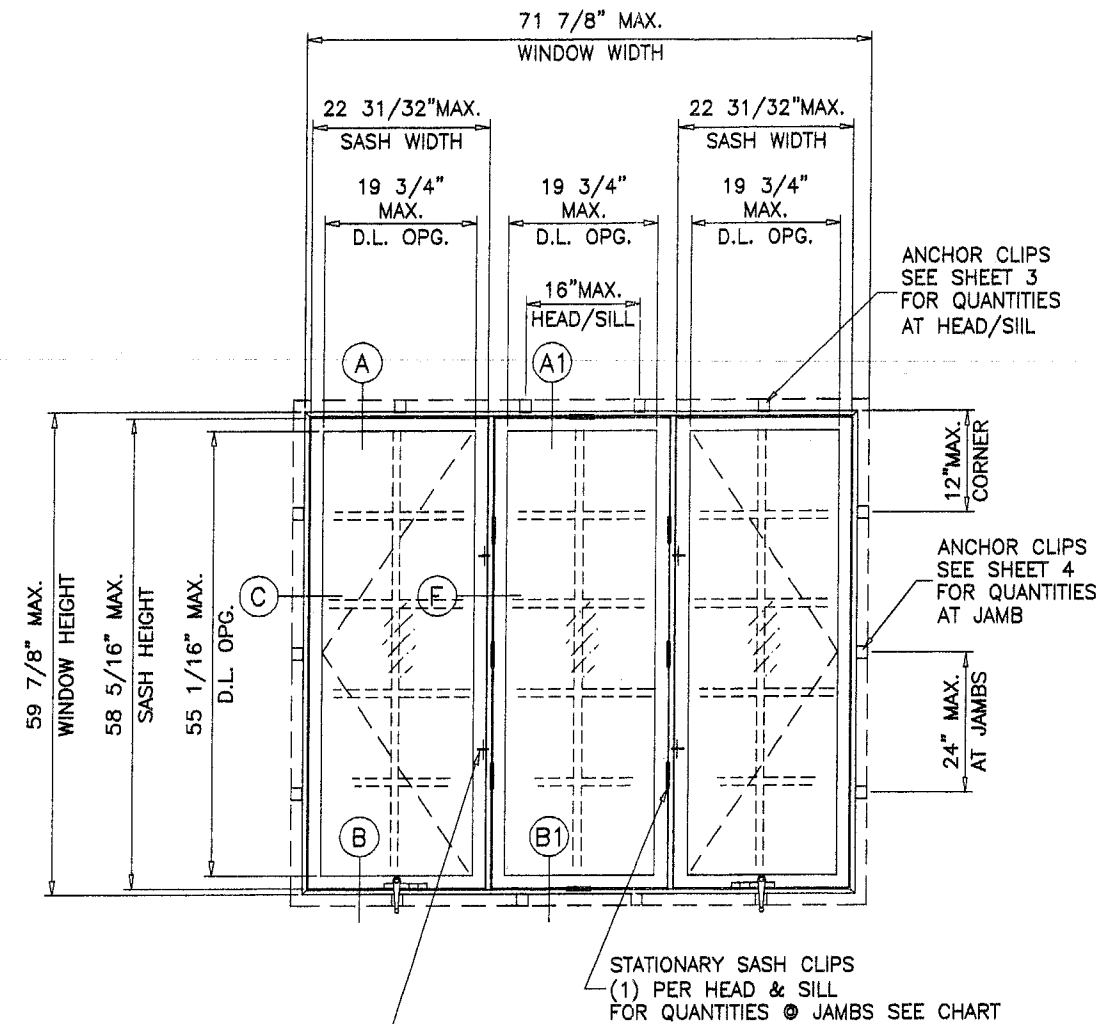 71 7/8" MAX.
WINDOW WIDTH
22 31/32"MAX.
SASH WIDTH
22 31/32"MAX.
SASH WIDTH
19 3/4"
MAX.
D.L. OPG.
19 3/4"
MAX.
D.L. OPG.
19 3/4"
MAX.
D.L. OPG.
16"MAX.
HEAD/SILL
ANCHOR CLIPS
SEE SHEET 3
FOR QUANTITIES
AT HEAD/SIIL
A
A1
12"MAX.
CORNER
ANCHOR CLIPS
SEE SHEET 4
FOR QUANTITIES
AT JAMB
C
E
59 7/8" MAX.
WINDOW HEIGHT
58 5/16" MAX.
SASH HEIGHT
55 1/16" MAX.
D.L. OPG.
24" MAX.
AT JAMBS
B
B1
STATIONARY SASH CLIPS
(1) PER HEAD & SILL
FOR QUANTITIES @ JAMBS SEE CHART